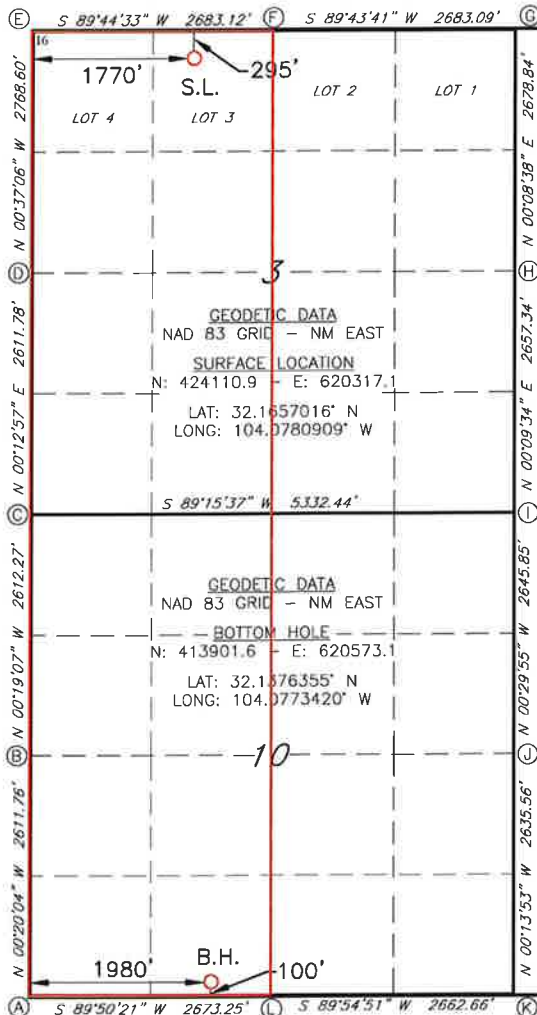 E S 89°44'33" W 2683.12' F S 89°43'41" W 2683.09' G
16
1770' 295'
S.L.
LOT 4 LOT 3 LOT 2 LOT 1
N 00°37'06" W 2768.60'
N 00°08'38" E 2678.84'
D 3 H
GEODETIC DATA
NAD 83 GRID - NM EAST
SURFACE LOCATION
N: 424110.9 - E: 620317.1
LAT: 32.1657016° N
LONG: 104.0780909° W
N 00°12'57" E 2611.78'
N 00°09'34" E 2657.34'
C S 89°15'37" W 5332.44' I
GEODETIC DATA
NAD 83 GRID - NM EAST
BOTTOM HOLE
N: 413901.6 - E: 620573.1
LAT: 32.1376355° N
LONG: 104.0773420° W
N 00°19'07" W 2612.27'
N 00°29'55" W 2645.85'
B 10 J
N 00°20'04" W 2611.76'
N 00°13'53" W 2635.56'
B.H.
1980' 100'
A S 89°50'21" W 2673.25' L S 89°54'51" W 2662.66' K